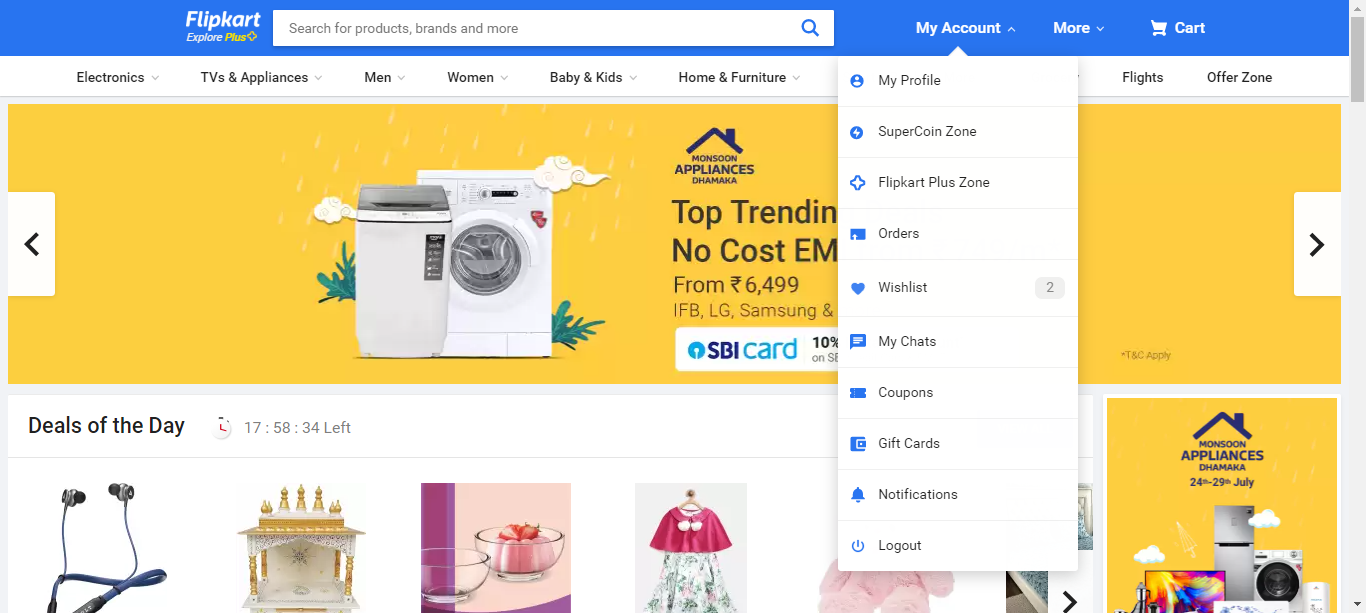 Flipkart
Explore Plus
Search for products, brands and more
My Account
More
Cart
Electronics
TVs & Appliances
Men
Women
Baby & Kids
Home & Furniture
Flights
Offer Zone
My Profile
SuperCoin Zone
Flipkart Plus Zone
Orders
Wishlist
2
My Chats
Coupons
Gift Cards
Notifications
Logout
MONSOON
APPLIANCES
DHAMAKA
Top Trendin
No Cost EM
From ₹6,499
IFB, LG, Samsung &
SBI card
10%
on SB
*T&C Apply
Deals of the Day
17 : 58 : 34 Left
MONSOON
APPLIANCES
DHAMAKA
24th-29th July